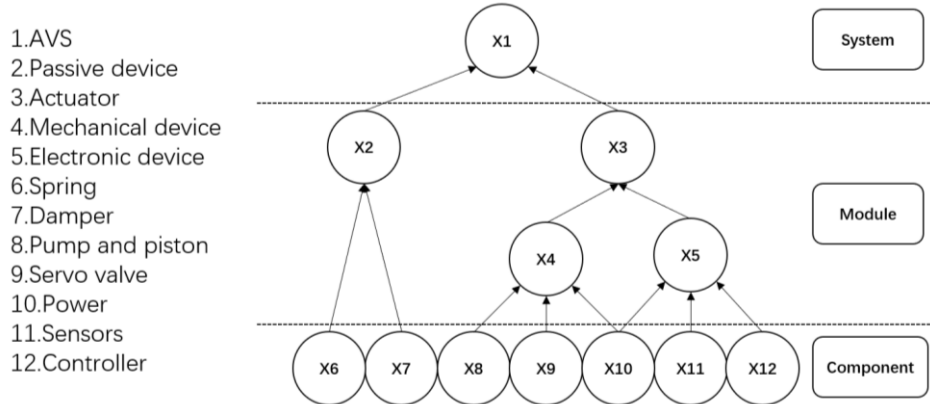 1.AVS
2.Passive device
3.Actuator
4.Mechanical device
5.Electronic device
6.Spring
7.Damper
8.Pump and piston
9.Servo valve
10.Power
11.Sensors
12.Controller
X1
System
X2
X3
Module
X4
X5
X6
X7
X8
X9
X10
X11
X12
Component